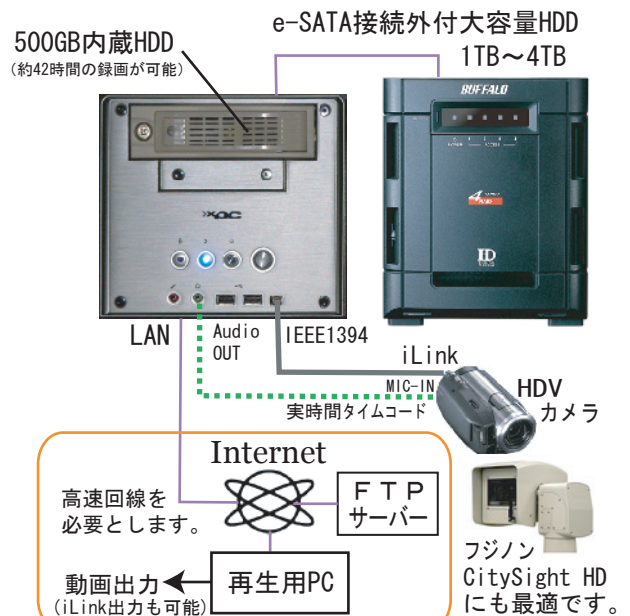 e-SATA接続外付大容量HDD
1TB～4TB
500GB内蔵HDD
(約42時間の録画が可能)
BUFFALO
XPC
LAN
Audio
OUT
IEEE1394
iLink
MIC-IN
実時間タイムコード
HDV
カメラ
Internet
高速回線を
必要とします。
ＦＴＰ
サーバー
再生用PC
動画出力
(iLink出力も可能)
フジノン
CitySight HD
にも最適です。